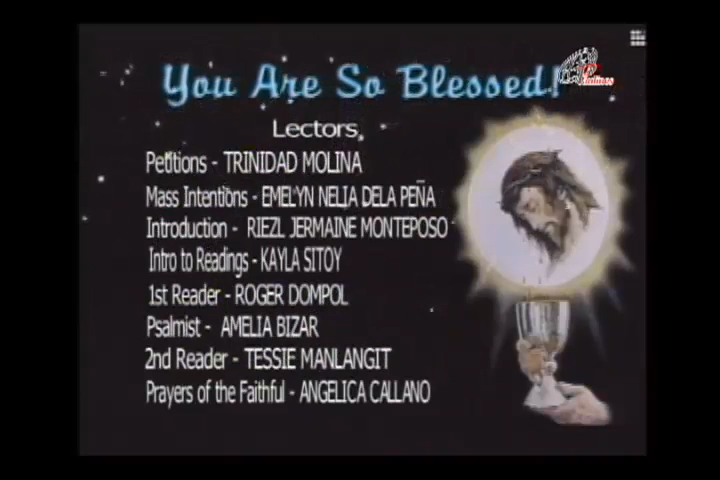 You Are So Blessed!
Lectors
Petitions - TRINIDAD MOLINA
Mass Intentions - EMELYN NELIA DELA PEÑA
Introduction - RIEZL JERMAINE MONTEPOSO
Intro to Readings - KAYLA SITOY
1st Reader - ROGER DOMPOL
Psalmist - AMELIA BIZAR
2nd Reader - TESSIE MANLANGIT
Prayers of the Faithful - ANGELICA CALLANO